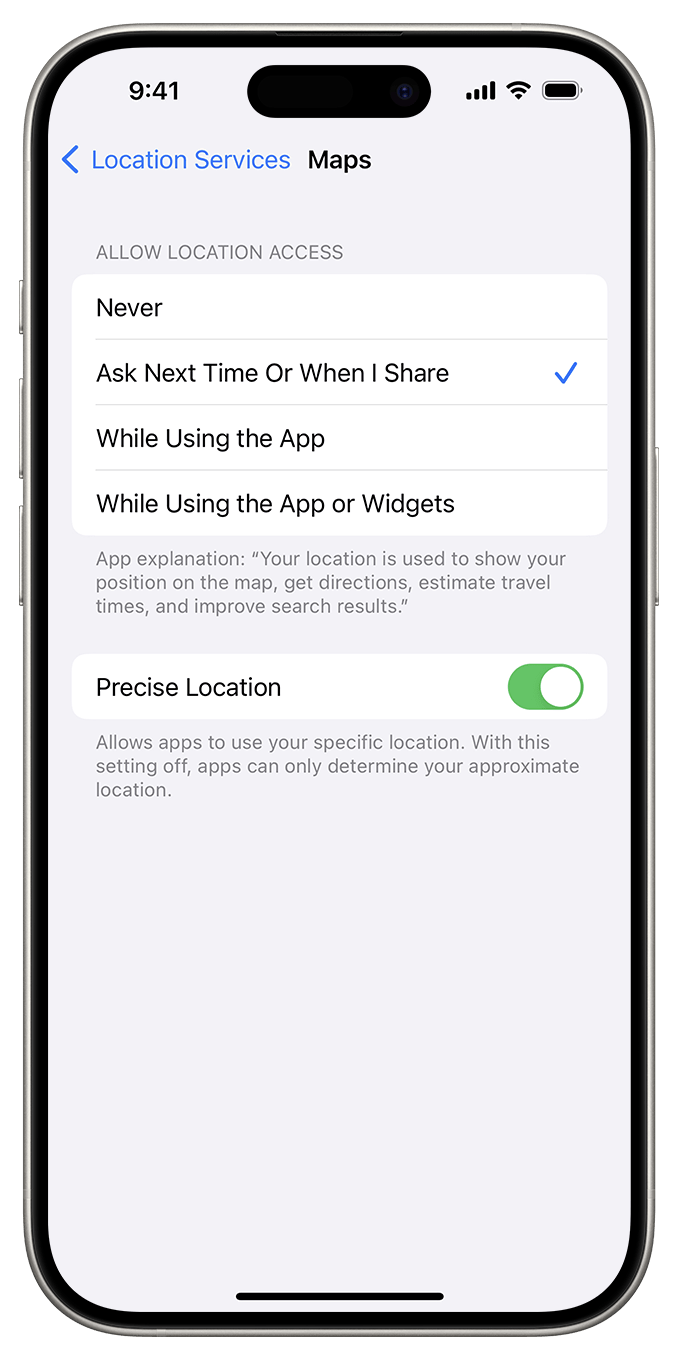 9:41
Location Services Maps
ALLOW LOCATION ACCESS
Never
Ask Next Time Or When I Share
While Using the App
While Using the App or Widgets
App explanation: “Your location is used to show your
position on the map, get directions, estimate travel
times, and improve search results.”
Precise Location
Allows apps to use your specific location. With this
setting off, apps can only determine your approximate
location.